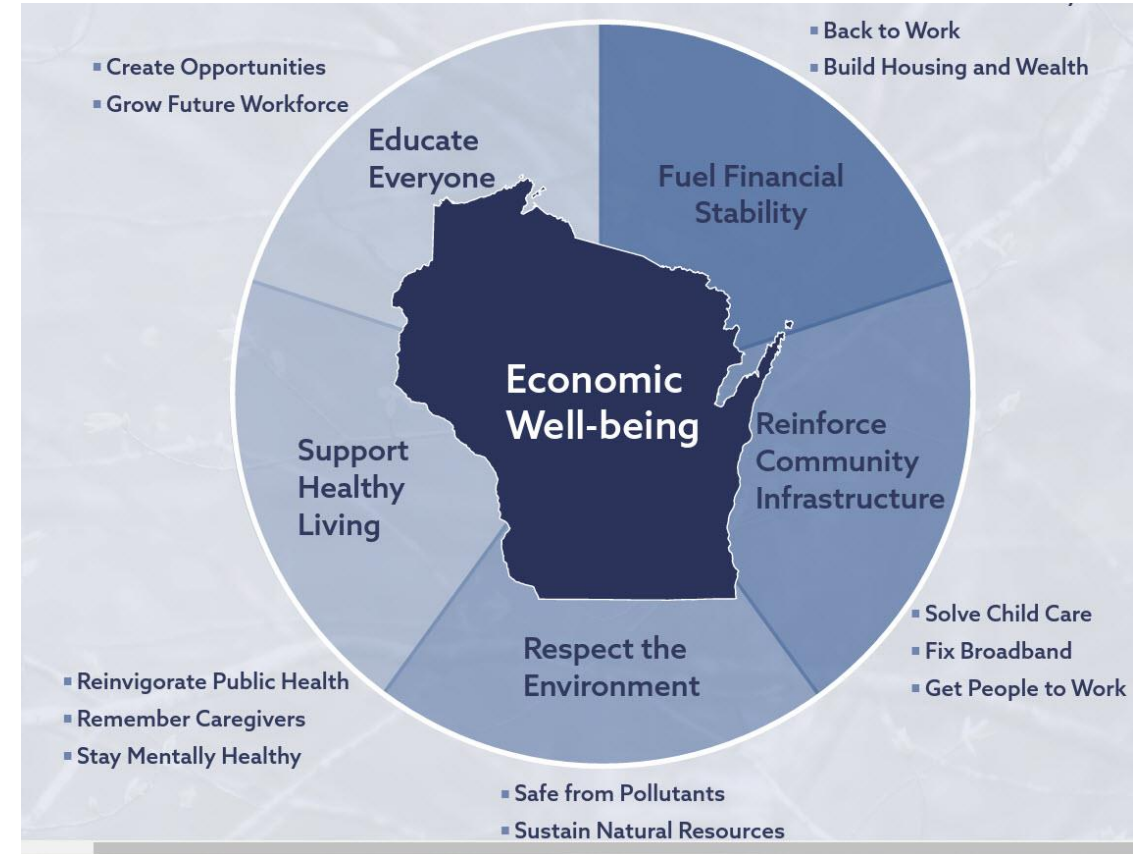 ▪ Back to Work
▪ Build Housing and Wealth
▪ Create Opportunities
▪ Grow Future Workforce
Educate
Everyone
Fuel Financial
Stability
Economic
Well-being
Reinforce
Community
Infrastructure
Support
Healthy
Living
▪ Solve Child Care
▪ Fix Broadband
▪ Get People to Work
Respect the
Environment
▪ Reinvigorate Public Health
▪ Remember Caregivers
▪ Stay Mentally Healthy
▪ Safe from Pollutants
▪ Sustain Natural Resources